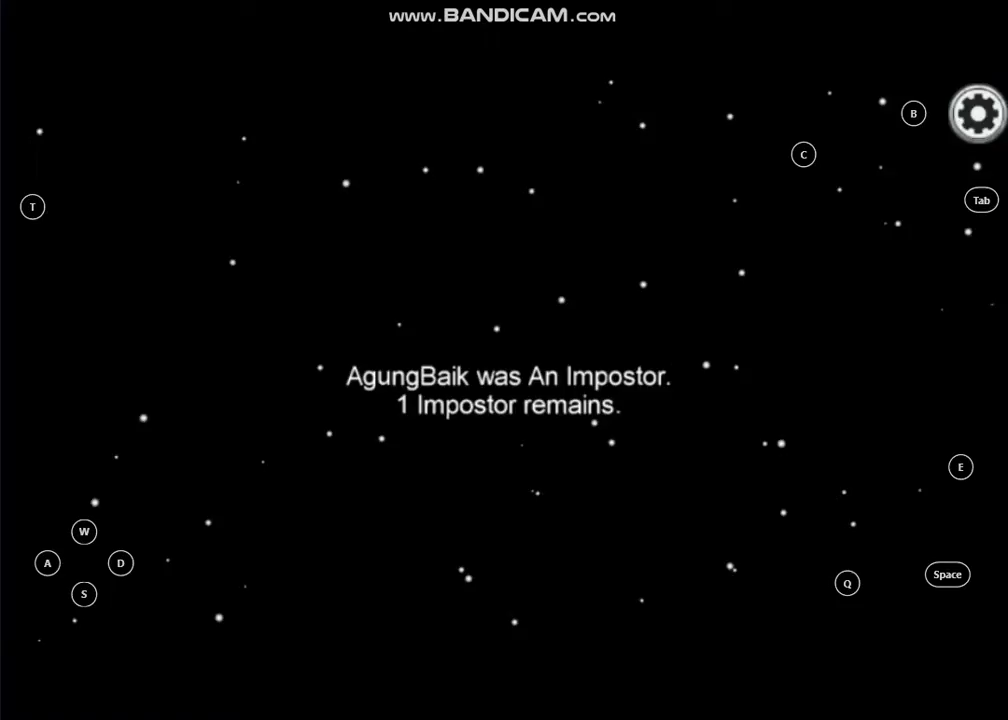 www.BANDICAM.com
B
C
Tab
T
AgungBaik was An Impostor.
1 Impostor remains.
E
W
A
D
S
Space
Q